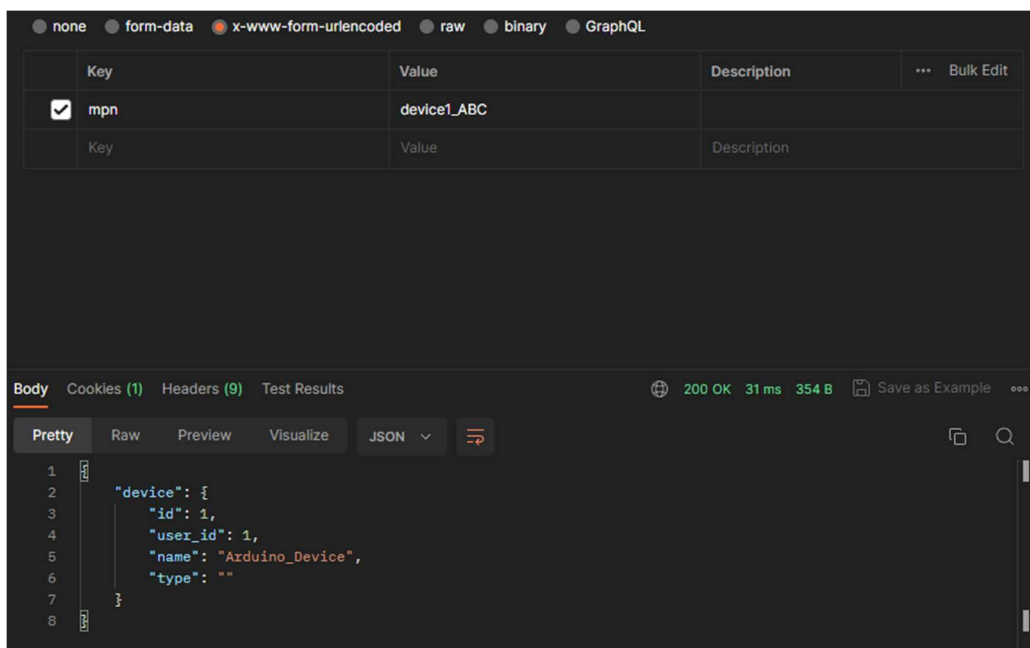 none form-data x-www-form-urlencoded raw binary GraphQL
Key Value Description ••• Bulk Edit
mpn device1_ABC
Key Value Description
Body Cookies (1) Headers (9) Test Results 200 OK 31 ms 354 B Save as Example
Pretty Raw Preview Visualize JSON
1 {
2 "device": {
3 "id": 1,
4 "user_id": 1,
5 "name": "Arduino_Device",
6 "type": ""
7 }
8 }